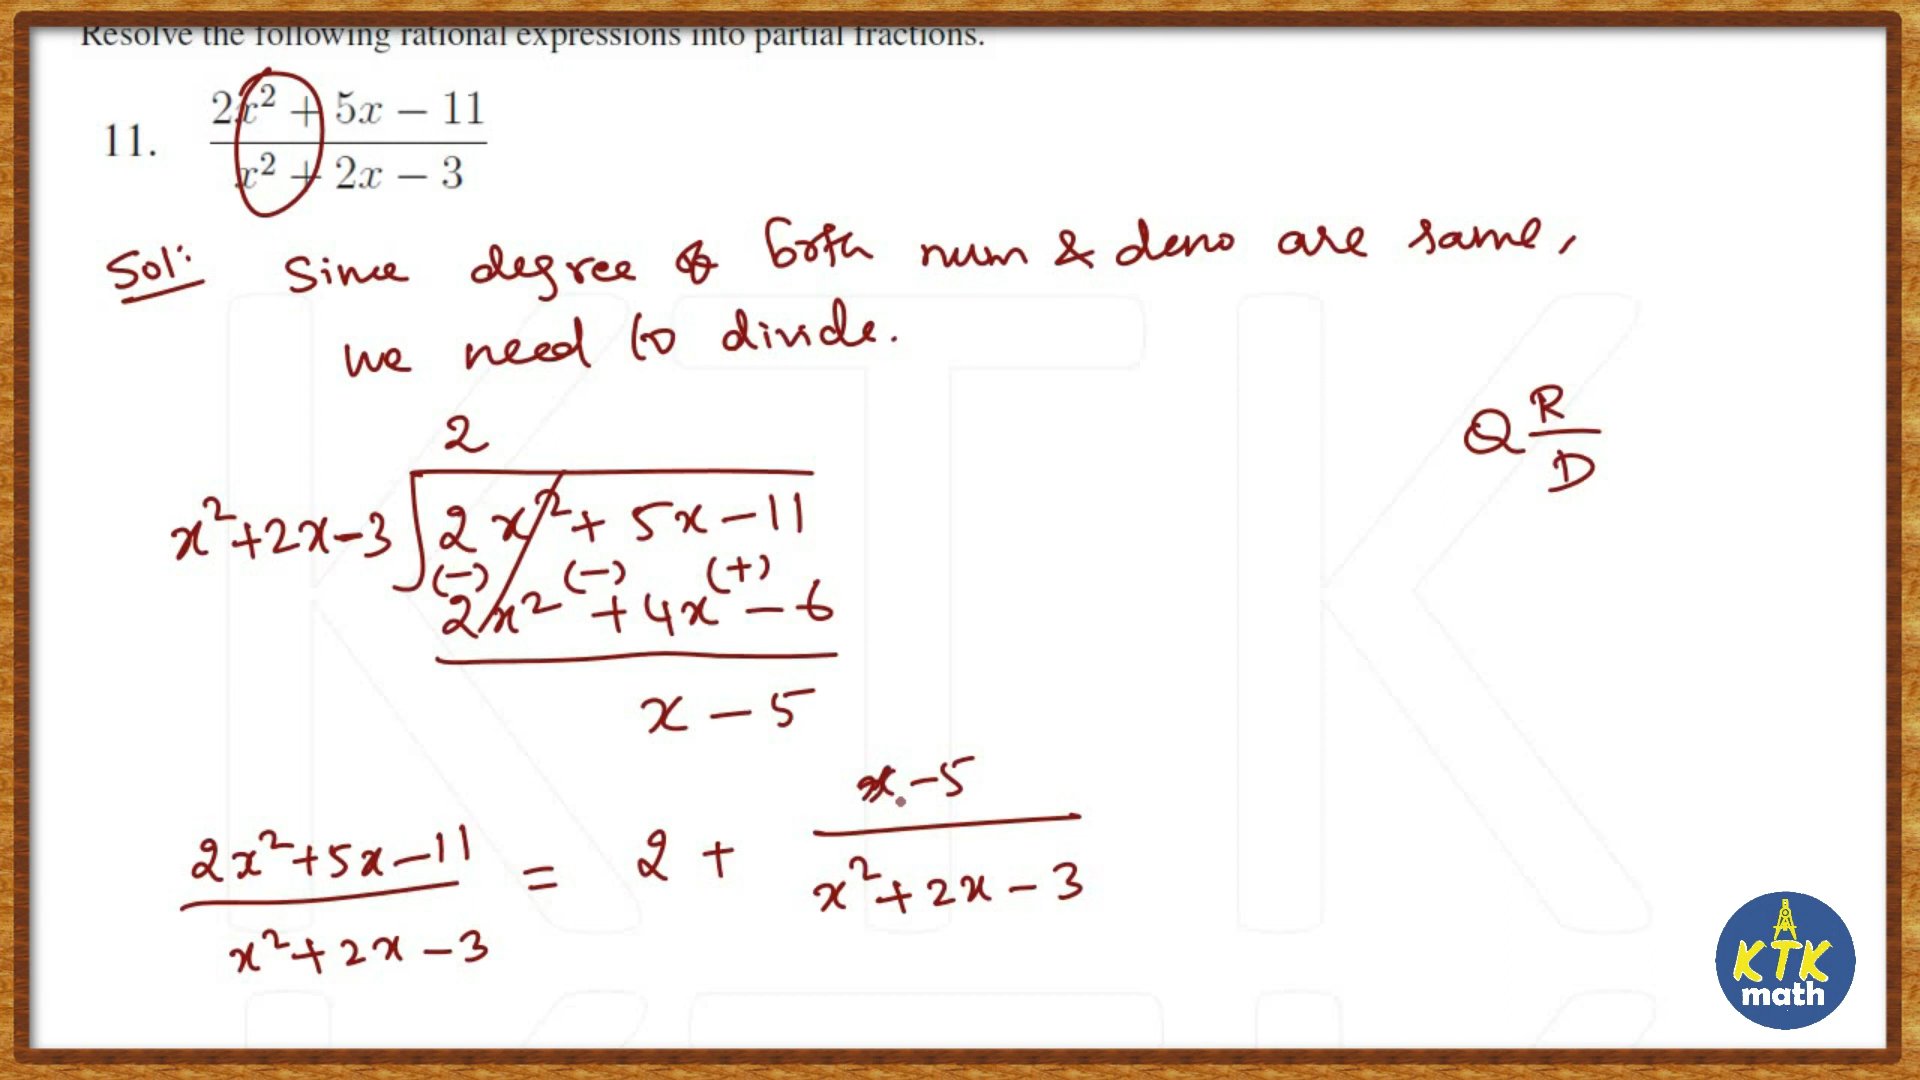 Resolve the following rational expressions into partial fractions.
11. (2x² + 5x − 11)/(x² + 2x − 3)
Sol: Since degree of both num & deno are same,
we need to divide.
Q R/D
2
x²+2x−3 | 2x²+ 5x−11
(−) (−) (+)
2x² + 4x − 6
x − 5
(2x²+5x−11)/(x²+2x−3) = 2 + (x−5)/(x²+2x−3)
KTK
math
KTK
KTK